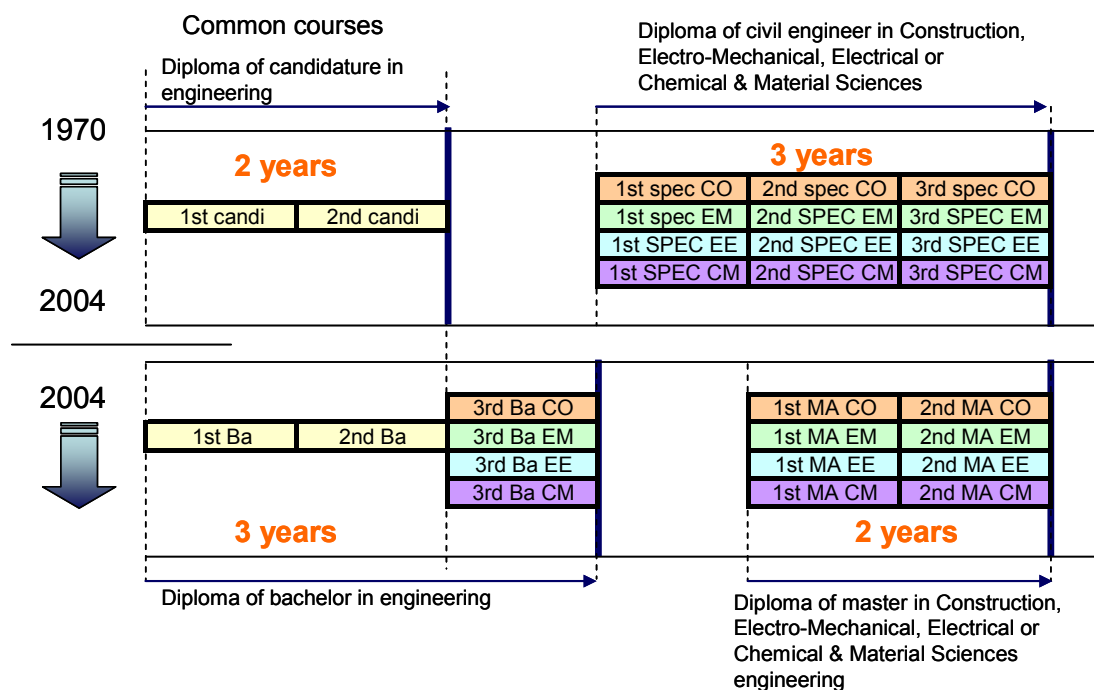 Common courses
Diploma of candidature in
engineering
Diploma of civil engineer in Construction,
Electro-Mechanical, Electrical or
Chemical & Material Sciences
1970
2 years
3 years
1st candi 2nd candi
1st spec CO 2nd spec CO 3rd spec CO
1st spec EM 2nd SPEC EM 3rd SPEC EM
1st SPEC EE 2nd SPEC EE 3rd SPEC EE
1st SPEC CM 2nd SPEC CM 3rd SPEC CM
2004
2004
1st Ba 2nd Ba
3rd Ba CO
3rd Ba EM
3rd Ba EE
3rd Ba CM
1st MA CO 2nd MA CO
1st MA EM 2nd MA EM
1st MA EE 2nd MA EE
1st MA CM 2nd MA CM
3 years
2 years
Diploma of bachelor in engineering
Diploma of master in Construction,
Electro-Mechanical, Electrical or
Chemical & Material Sciences
engineering